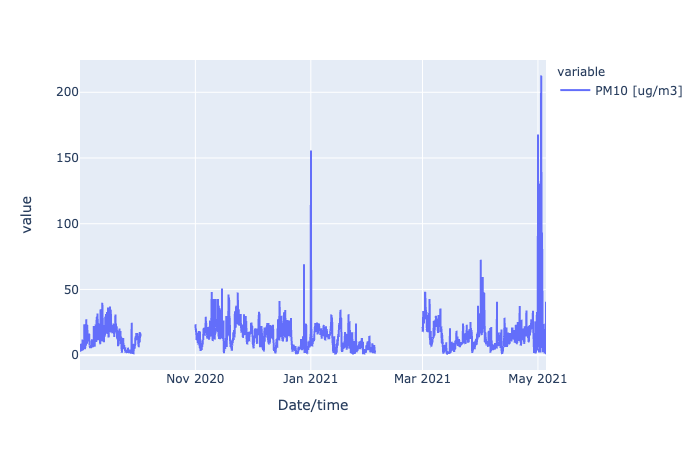 variable
PM10 [ug/m3]
value
200
150
100
50
0
Nov 2020
Jan 2021
Mar 2021
May 2021
Date/time